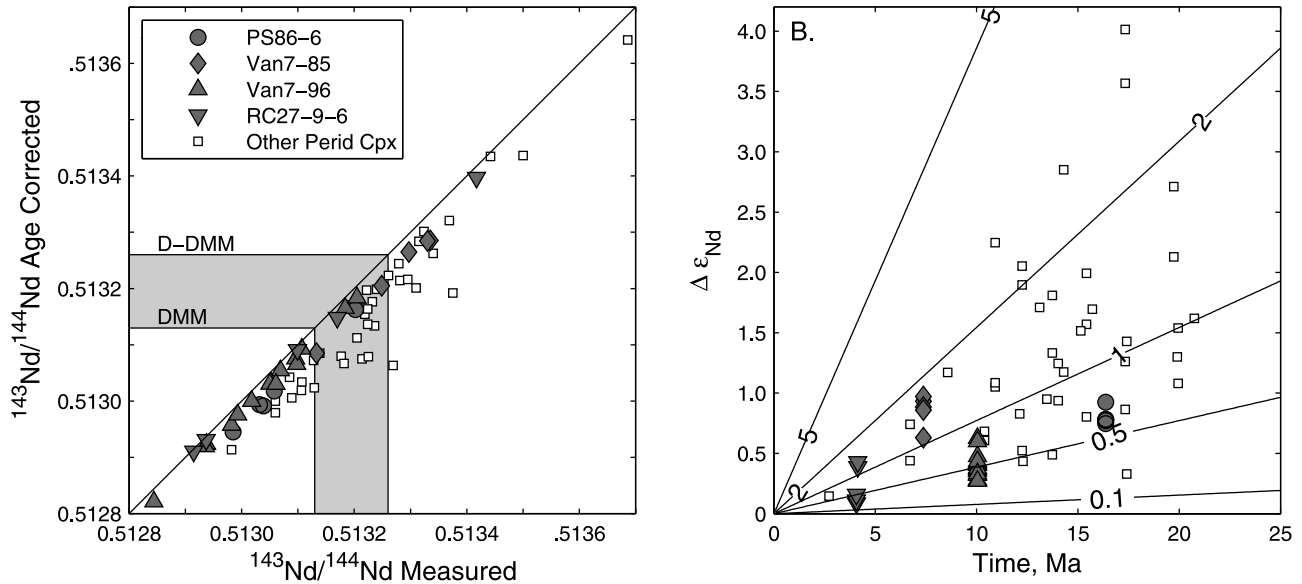 .5136
0.5134
0.5132
0.5130
0.5128
143Nd/144Nd Age Corrected
PS86-6
Van7-85
Van7-96
RC27-9-6
Other Perid Cpx
D-DMM
DMM
0.5128
0.5130
0.5132
0.5134
.5136
143Nd/144Nd Measured
B.
4.0
3.5
3.0
2.5
2.0
1.5
1.0
0.5
0
Δ εNd
5
2
1
0.5
0.1
5
2
0
5
10
15
20
25
Time, Ma